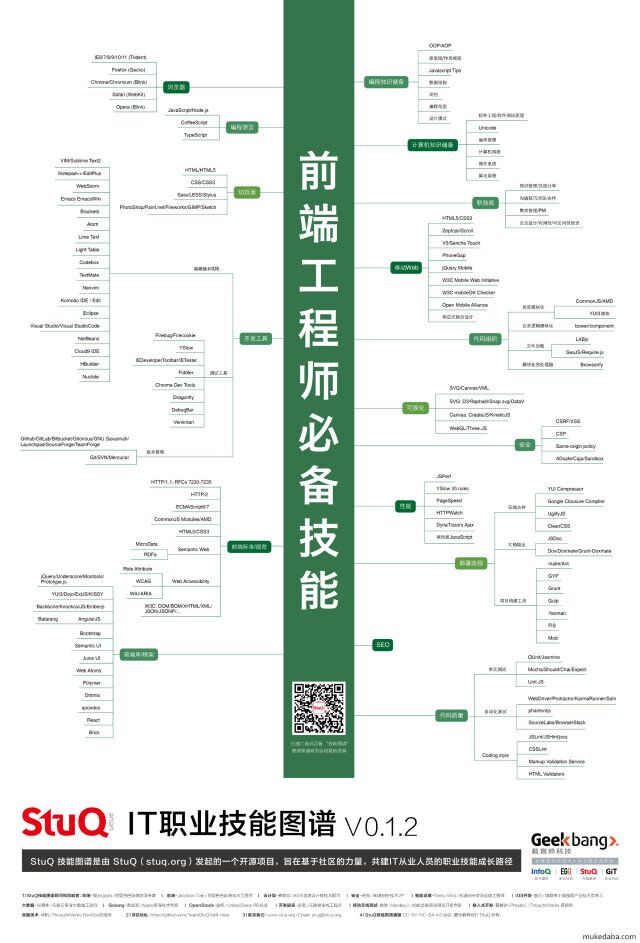 OOP/AOP
原型链/作用域链
Javascript Tips
数据结构
闭包
编程范型
设计模式
编程知识储备
IE6/7/8/9/10/11 (Trident)
Firefox (Gecko)
Chrome/Chromium (Blink)
Safari (WebKit)
Opera (Blink)
浏览器
JavaScript/Node.js
CoffeeScript
TypeScript
编程语言
软件工程/软件测试原理
Unicode
编译原理
计算机网络
操作系统
算法原理
计算机知识储备
HTML/HTML5
CSS/CSS3
Sass/LESS/Stylus
PhotoShop/Paint.net/Fireworks/GIMP/Sketch
切页面
知识管理/总结分享
沟通技巧/团队协作
需求管理/PM
交互设计/可用性/可访问性知识
软技能
前端工程师必备技能
VIM/Sublime Text2
Notepad++/EditPlus
WebStorm
Emacs EmacsWiki
Brackets
Atom
Lime Text
Light Table
Codebox
TextMate
Neovim
Komodo IDE / Edit
Eclipse
Visual Studio/Visual StudioCode
NetBeans
Cloud9 IDE
HBuilder
Nuclide
编辑器和IDE
开发工具
Firebug/Firecookie
YSlow
IEDeveloperToolbar/IETester
Fiddler
Chrome Dev Tools
Dragonfly
DebugBar
Venkman
调试工具
Github/GitLab/Bitbucket/Gitorious/GNU Savannah/
Launchpad/SourceForge/TeamForge
Git/SVN/Mercurial
版本管理
HTML5/CSS3
Zeptojs/iScroll
V5/Sencha Touch
PhoneGap
jQuery Mobile
W3C Mobile Web Initiative
W3C mobileOK Checker
Open Mobile Alliance
响应式网页设计
移动Web
CommonJS/AMD
YUI3模块
类库模块化
业务逻辑模块化
bower/component
LABjs
SeaJS/Require.js
文件加载
模块化预处理器
Browserify
代码组织
SVG/Canvas/VML
SVG: D3/Raphaël/Snap.svg/DataV
Canvas: CreateJS/KineticJS
WebGL/Three.JS
可视化
CSRF/XSS
CSP
Same-origin policy
ADsafe/Caja/Sandbox
安全
JSPerf
YSlow 35 rules
PageSpeed
HTTPWatch
DynaTrace's Ajax
高性能JavaScript
性能
HTTP/1.1: RFCs 7230-7235
HTTP/2
ECMAScript6/7
CommonJS Modules/AMD
HTML5/CSS3
MicroData
RDFa
Semantic Web
Role Attribute
WCAG
WAI-ARIA
Web Accessibility
W3C: DOM/BOM/XHTML/XML/
JSON/JSONP/...
前端标准/规范
YUI Compressor
Google Clousure Complier
UglifyJS
CleanCSS
压缩合并
JSDoc
Dox/Doxmate/Grunt-Doxmate
文档输出
make/Ant
GYP
Grunt
Gulp
Yeoman
FIS
Mod
项目构建工具
部署流程
jQuery/Underscore/Mootools/
Prototype.js
YUI3/Dojo/ExtJS/KISSY
Backbone/KnockoutJS/Emberjs
Batarang
AngularJS
Bootstrap
Semantic UI
Juice UI
Web Atoms
Polymer
Dhtmlx
qooxdoo
React
Brick
前端库/框架
SEO
QUnit/Jasmine
Mocha/Should/Chai/Expect
Unit JS
单元测试
WebDriver/Protractor/KarmaRunner/Sahi
phantomjs
SourceLabs/BrowserStack
自动化测试
JSLint/JSHint/jscs
CSSLint
Markup Validation Service
HTML Validators
Coding style
代码质量
StuQ
扫描二维码回复“技能图谱”
StuQ
IT职业技能图谱 V0.1.2
Geekbang>.
极客邦科技
InfoQ
EGO
StuQ
GiT
StuQ 技能图谱是由 StuQ（stuq.org）发起的一个开源项目，旨在基于社区的力量，共建IT从业人员的职业技能成长路径
mukedaba.com